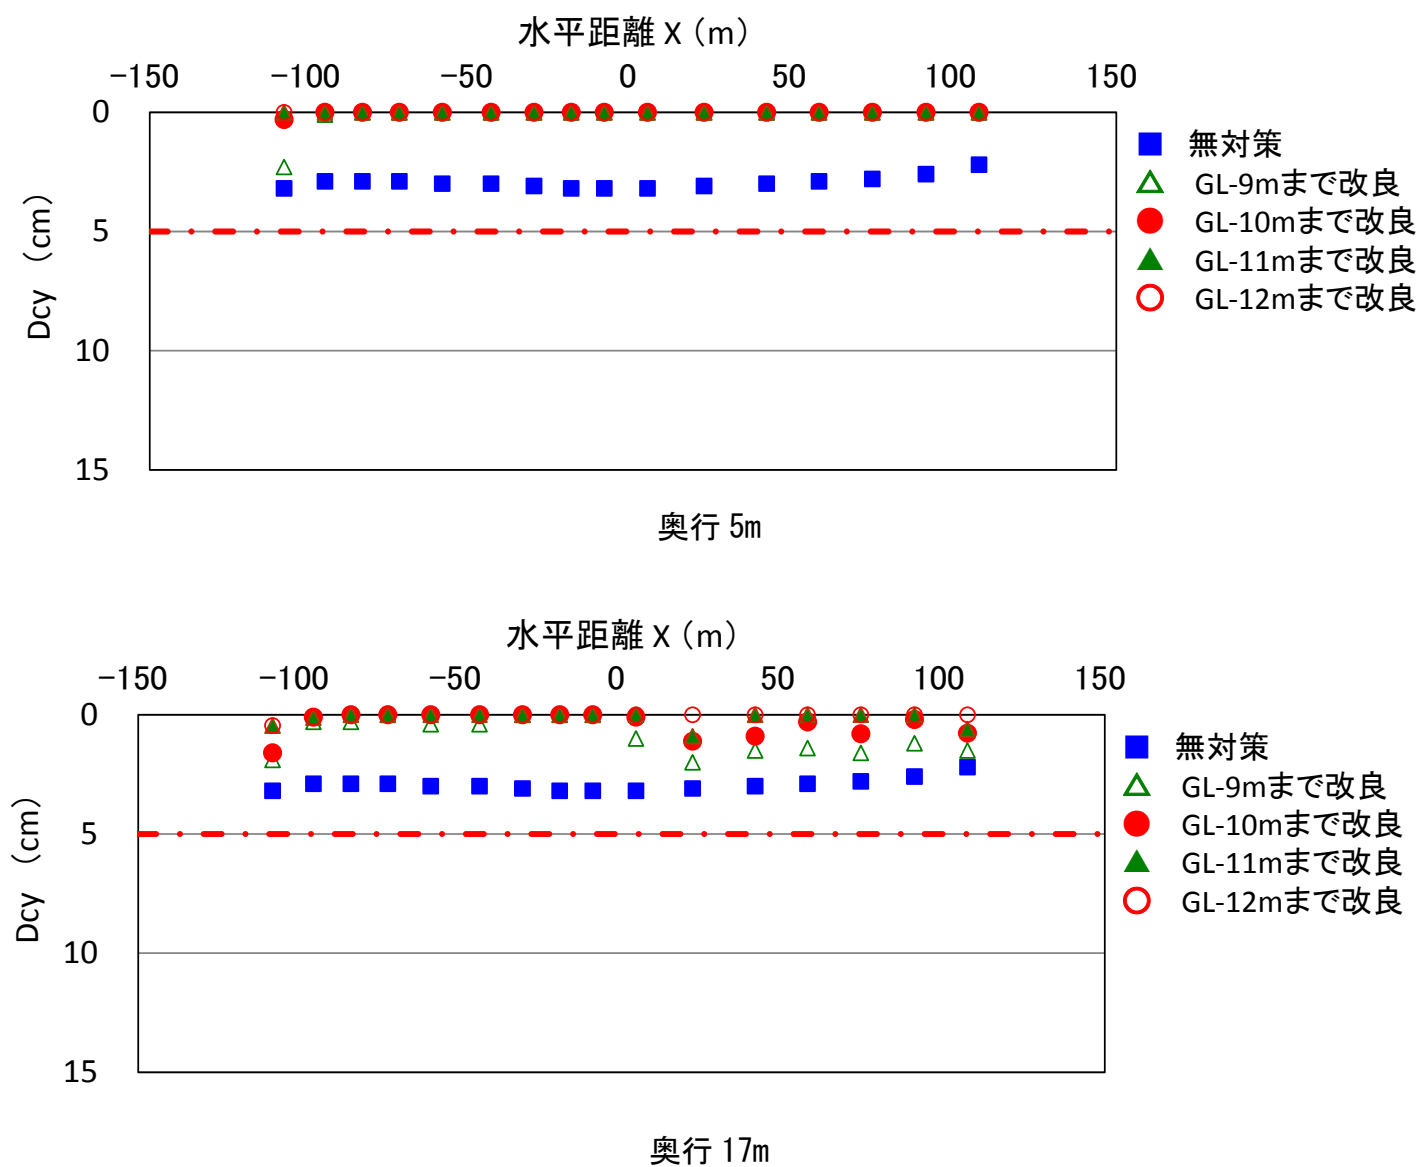 水平距離 X（m）
-150 -100 -50 0 50 100 150
0
5
10
15
Dcy （cm）
無対策
GL-9mまで改良
GL-10mまで改良
GL-11mまで改良
GL-12mまで改良
奥行 5m
水平距離 X（m）
-150 -100 -50 0 50 100 150
0
5
10
15
Dcy （cm）
無対策
GL-9mまで改良
GL-10mまで改良
GL-11mまで改良
GL-12mまで改良
奥行 17m